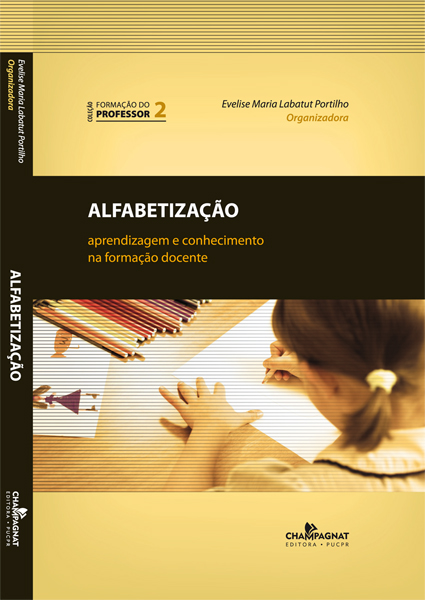 Evelise Maria Labatut Portilho
Organizadora
ALFABETIZAÇÃO
CHAMPAGNAT
EDITORA • PUCPR
COLEÇÃO
FORMAÇÃO DO
PROFESSOR 2
Evelise Maria Labatut Portilho
Organizadora
ALFABETIZAÇÃO
aprendizagem e conhecimento
na formação docente
CHAMPAGNAT
EDITORA • PUCPR